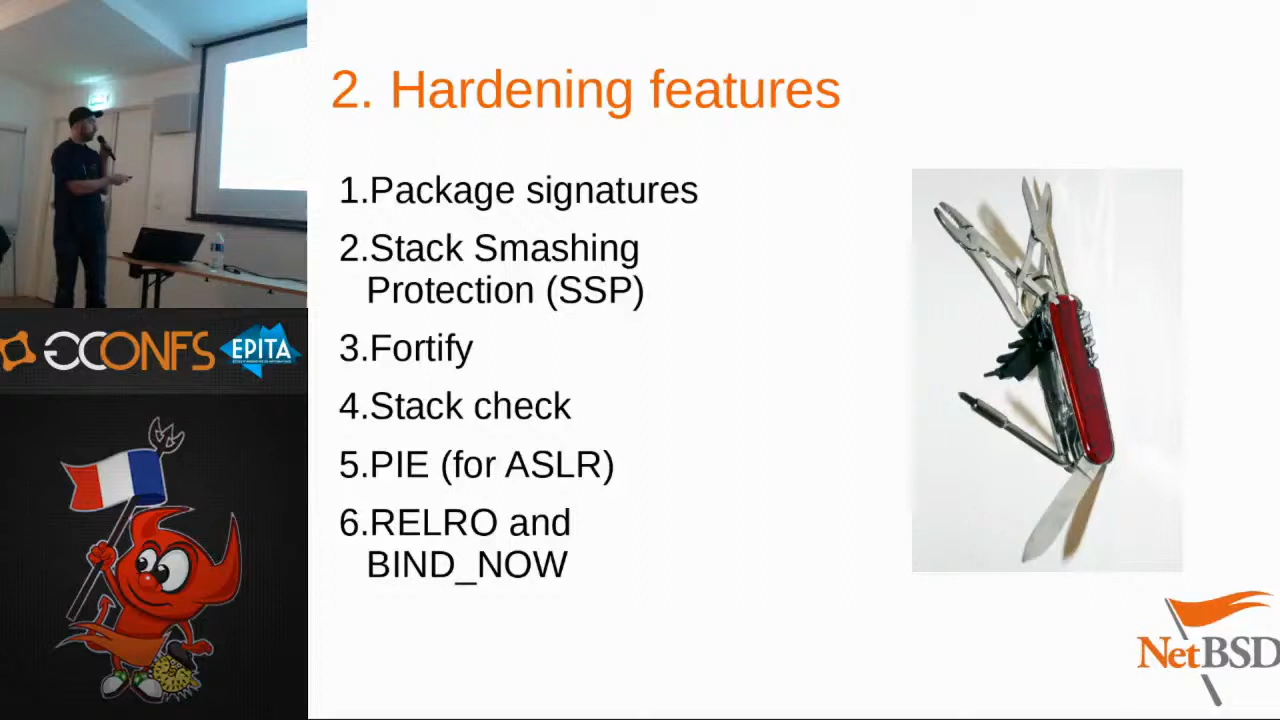 2. Hardening features
1.Package signatures
2.Stack Smashing
Protection (SSP)
3.Fortify
4.Stack check
5.PIE (for ASLR)
6.RELRO and
BIND_NOW
GCONFS
EPITA
NetBSD